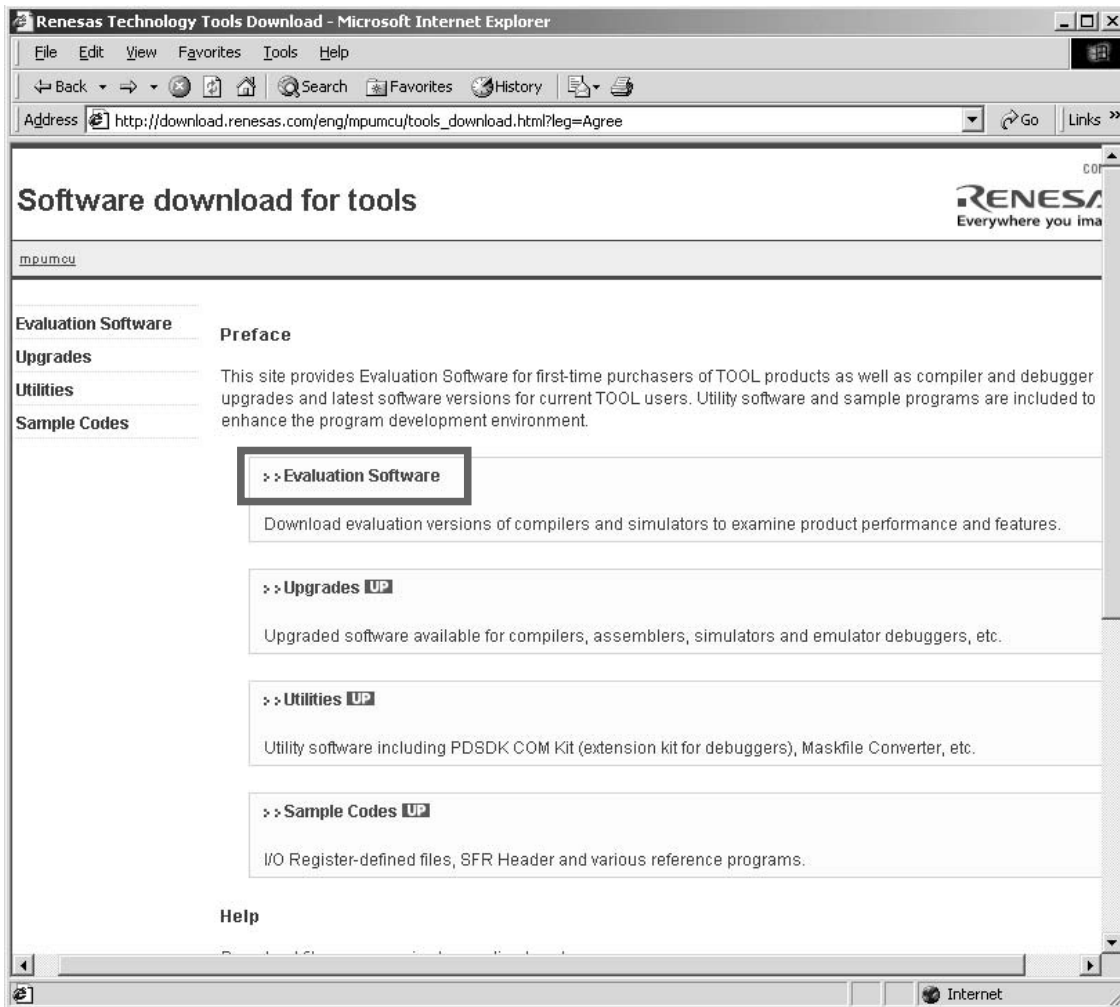 Renesas Technology Tools Download - Microsoft Internet Explorer
File Edit View Favorites Tools Help
Back Search Favorites History
Address http://download.renesas.com/eng/mpumcu/tools_download.html?leg=Agree Go Links »
Software download for tools
Everywhere you ima
mpumcu
Evaluation Software
Upgrades
Utilities
Sample Codes
Preface
This site provides Evaluation Software for first-time purchasers of TOOL products as well as compiler and debugger
upgrades and latest software versions for current TOOL users. Utility software and sample programs are included to
enhance the program development environment.
>>Evaluation Software
Download evaluation versions of compilers and simulators to examine product performance and features.
>>Upgrades UP
Upgraded software available for compilers, assemblers, simulators and emulator debuggers, etc.
>>Utilities UP
Utility software including PDSDK COM Kit (extension kit for debuggers), Maskfile Converter, etc.
>>Sample Codes UP
I/O Register-defined files, SFR Header and various reference programs.
Help
Internet